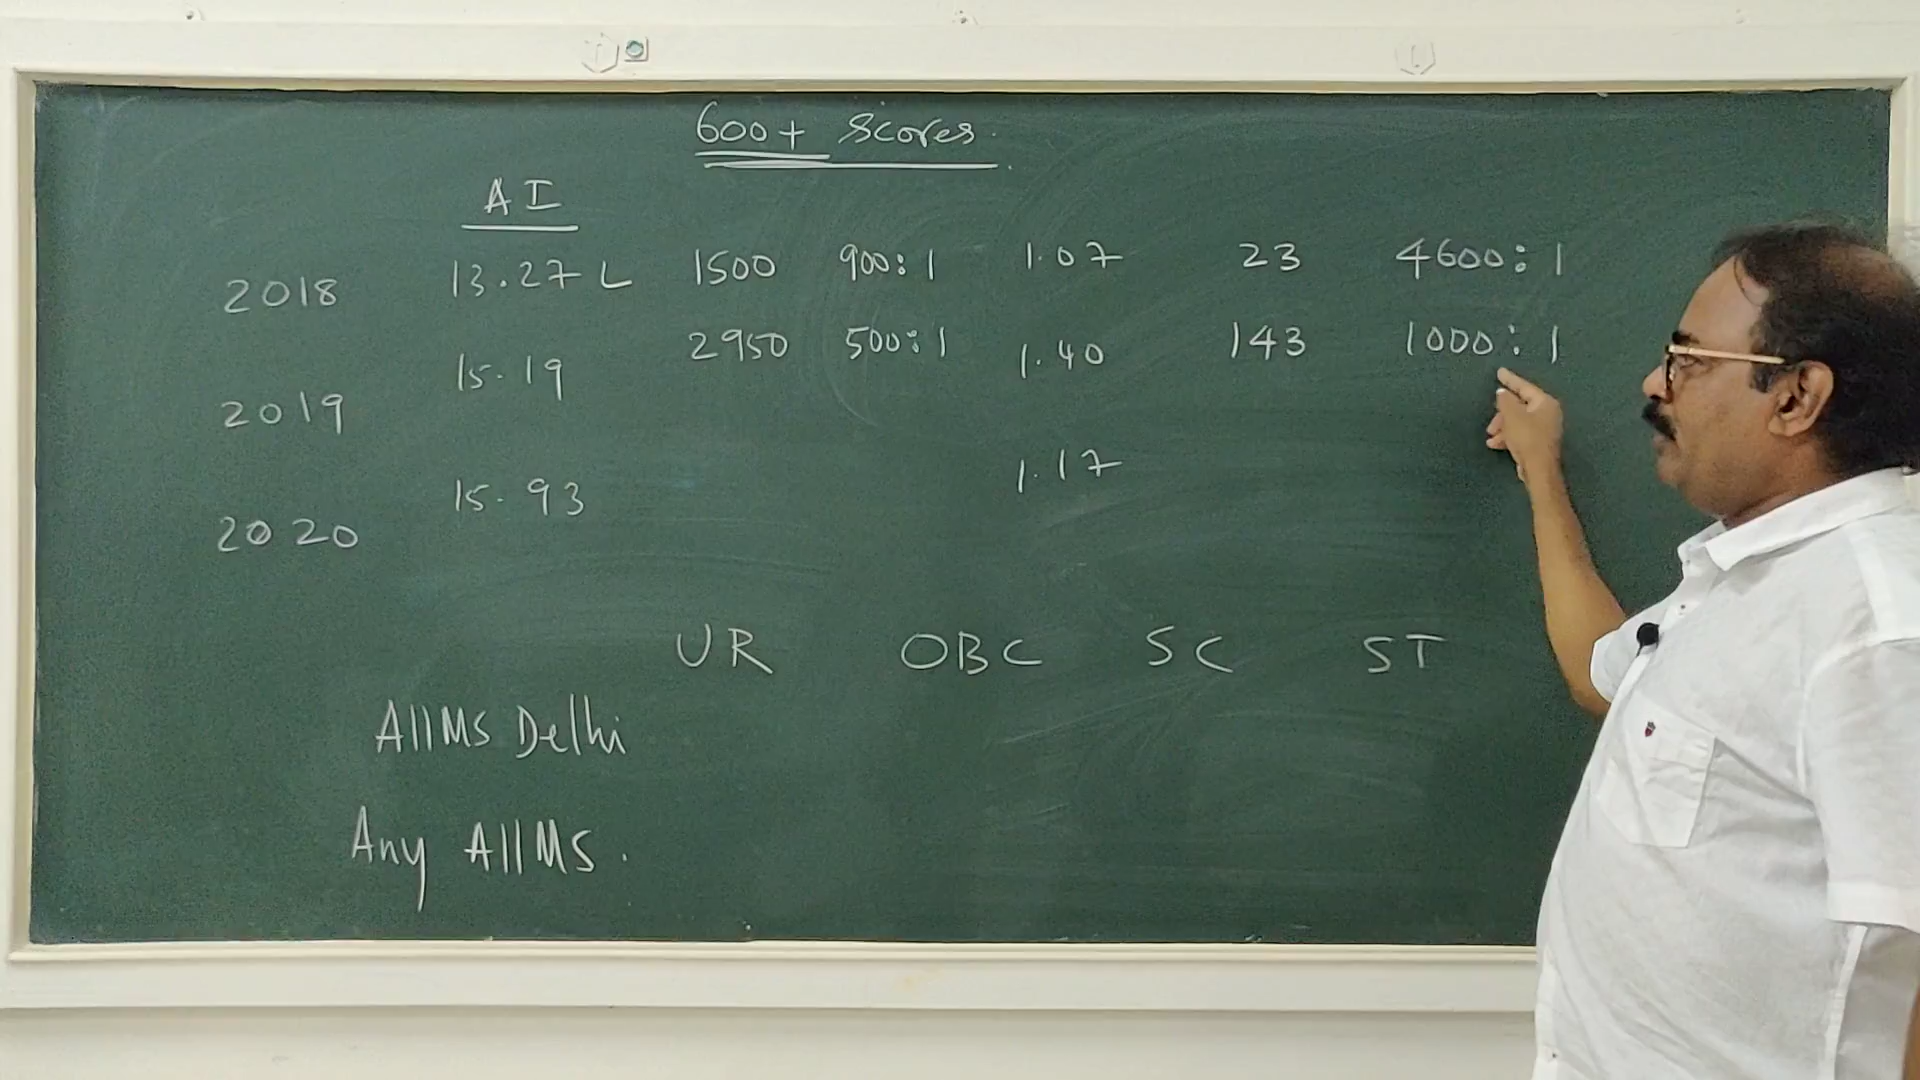 600+ Scores.
A I
2018 13.27 L 1500 900:1 1.07 23 4600:1
2019 15.19 2950 500:1 1.40 143 1000:1
2020 15.93 1.17
UR OBC SC ST
AIIMS Delhi
Any AIIMS.